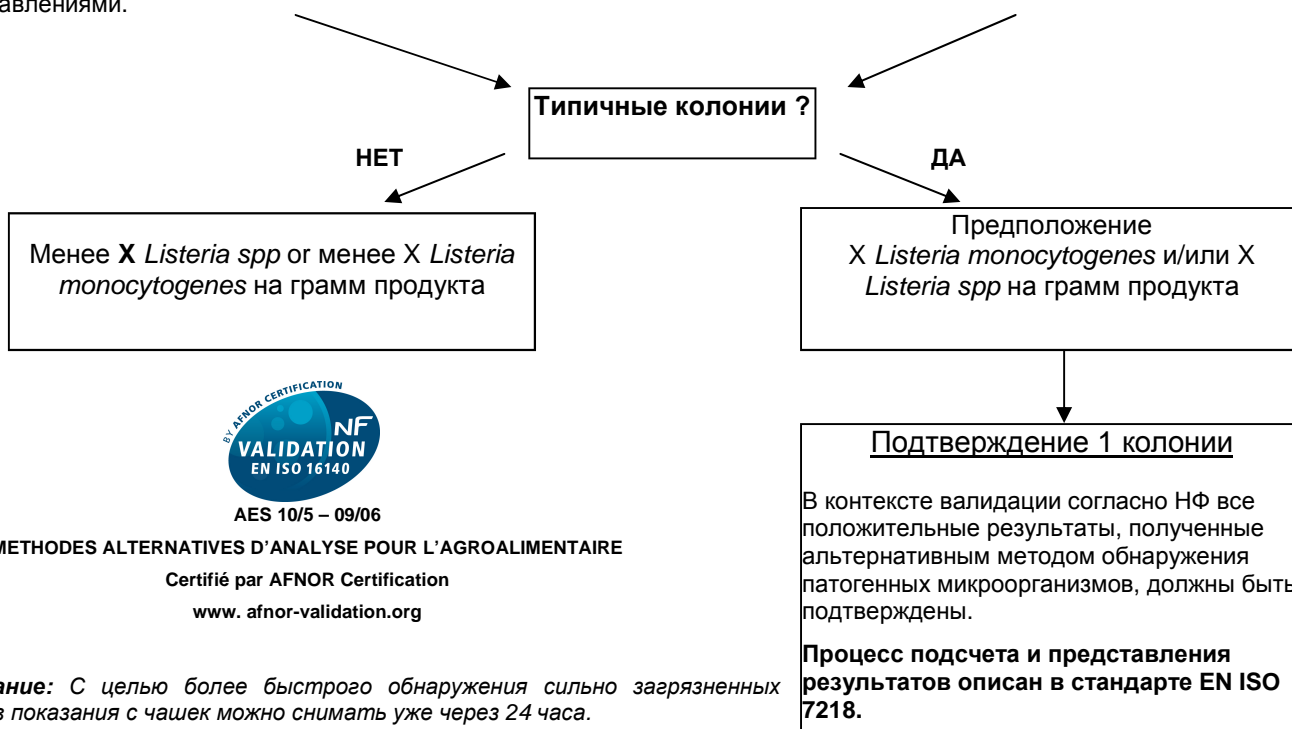 авлениями.
Типичные колонии ?
НЕТ
ДА
Менее X Listeria spp or менее X Listeria
monocytogenes на грамм продукта
Предположение
X Listeria monocytogenes и/или X
Listeria spp на грамм продукта
BY AFNOR CERTIFICATION
NF
VALIDATION
EN ISO 16140
AES 10/5 – 09/06
METHODES ALTERNATIVES D’ANALYSE POUR L’AGROALIMENTAIRE
Certifié par AFNOR Certification
www. afnor-validation.org
ание: С целью более быстрого обнаружения сильно загрязненных
в показания с чашек можно снимать уже через 24 часа.
Подтверждение 1 колонии
В контексте валидации согласно НФ все
положительные результаты, полученные
альтернативным методом обнаружения
патогенных микроорганизмов, должны быть
подтверждены.
Процесс подсчета и представления
результатов описан в стандарте EN ISO
7218.